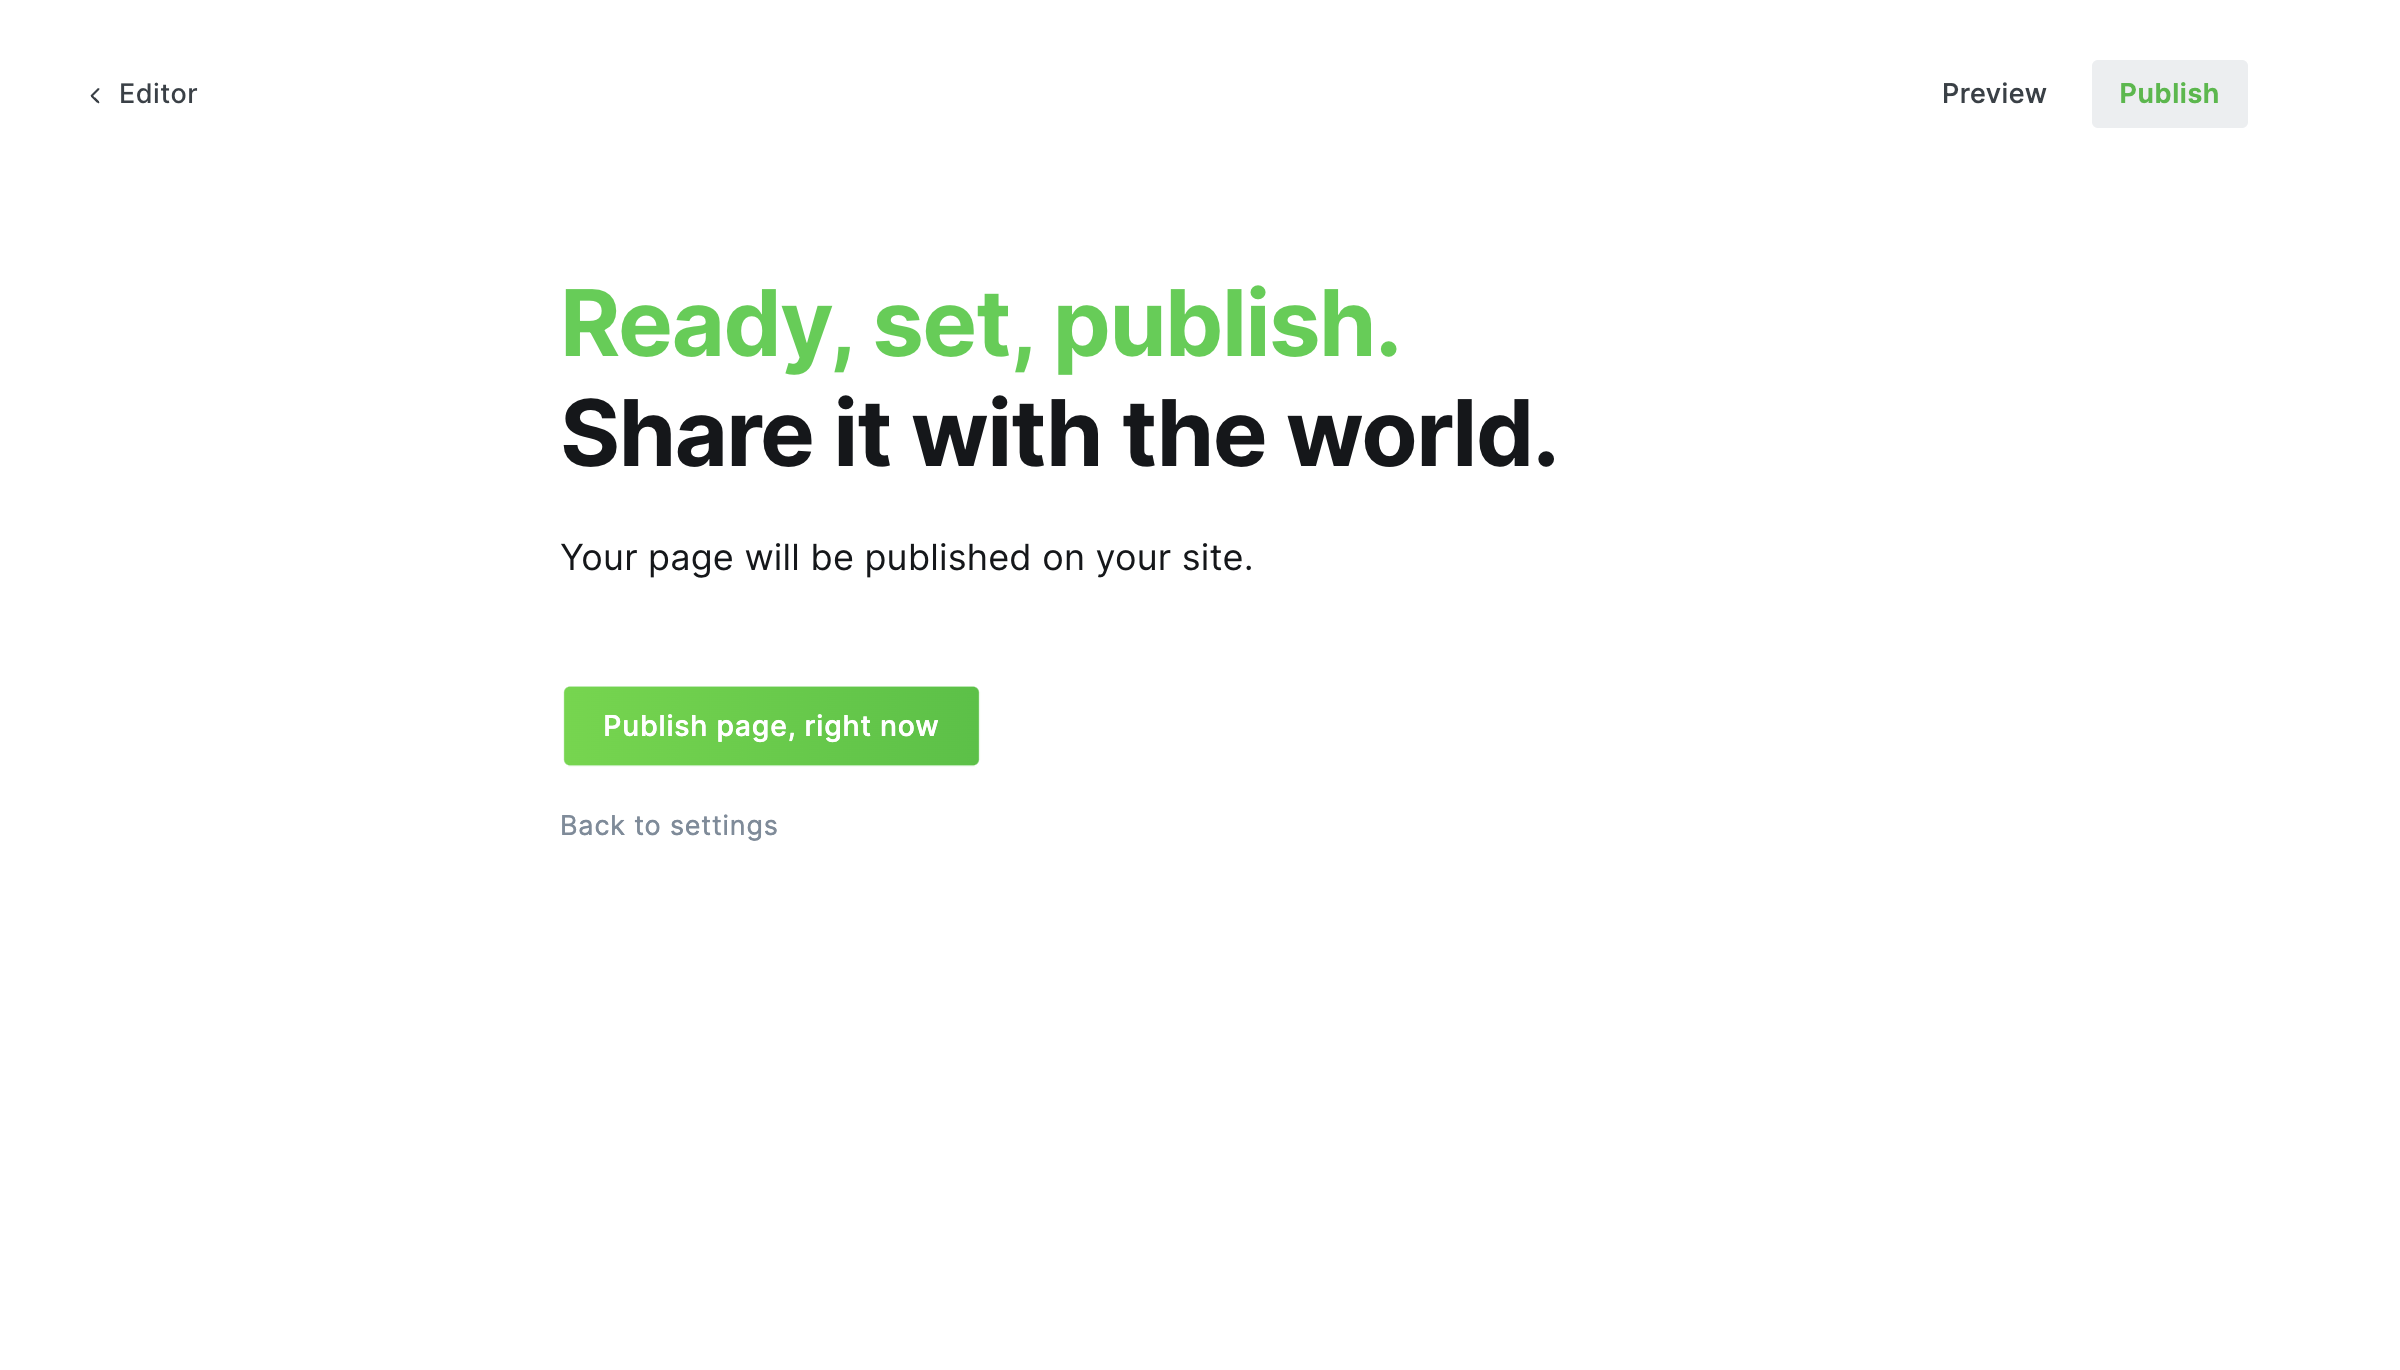 Editor
Preview
Publish
Ready, set, publish.
Share it with the world.
Your page will be published on your site.
Publish page, right now
Back to settings